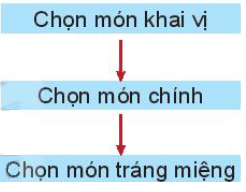 Chọn món khai vị
Chọn món chính
Chọn món tráng miệng